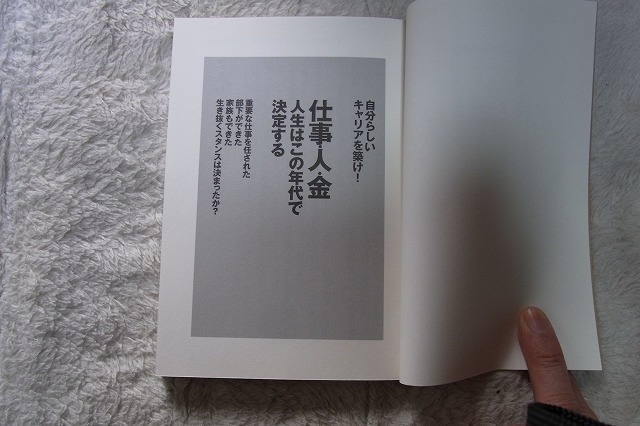 自分らしい
キャリアを築け！
仕事・人・金
人生はこの年代で
決定する
重要な仕事を任された
部下ができた
家族もできた
生き抜くスタンスは決まったか？